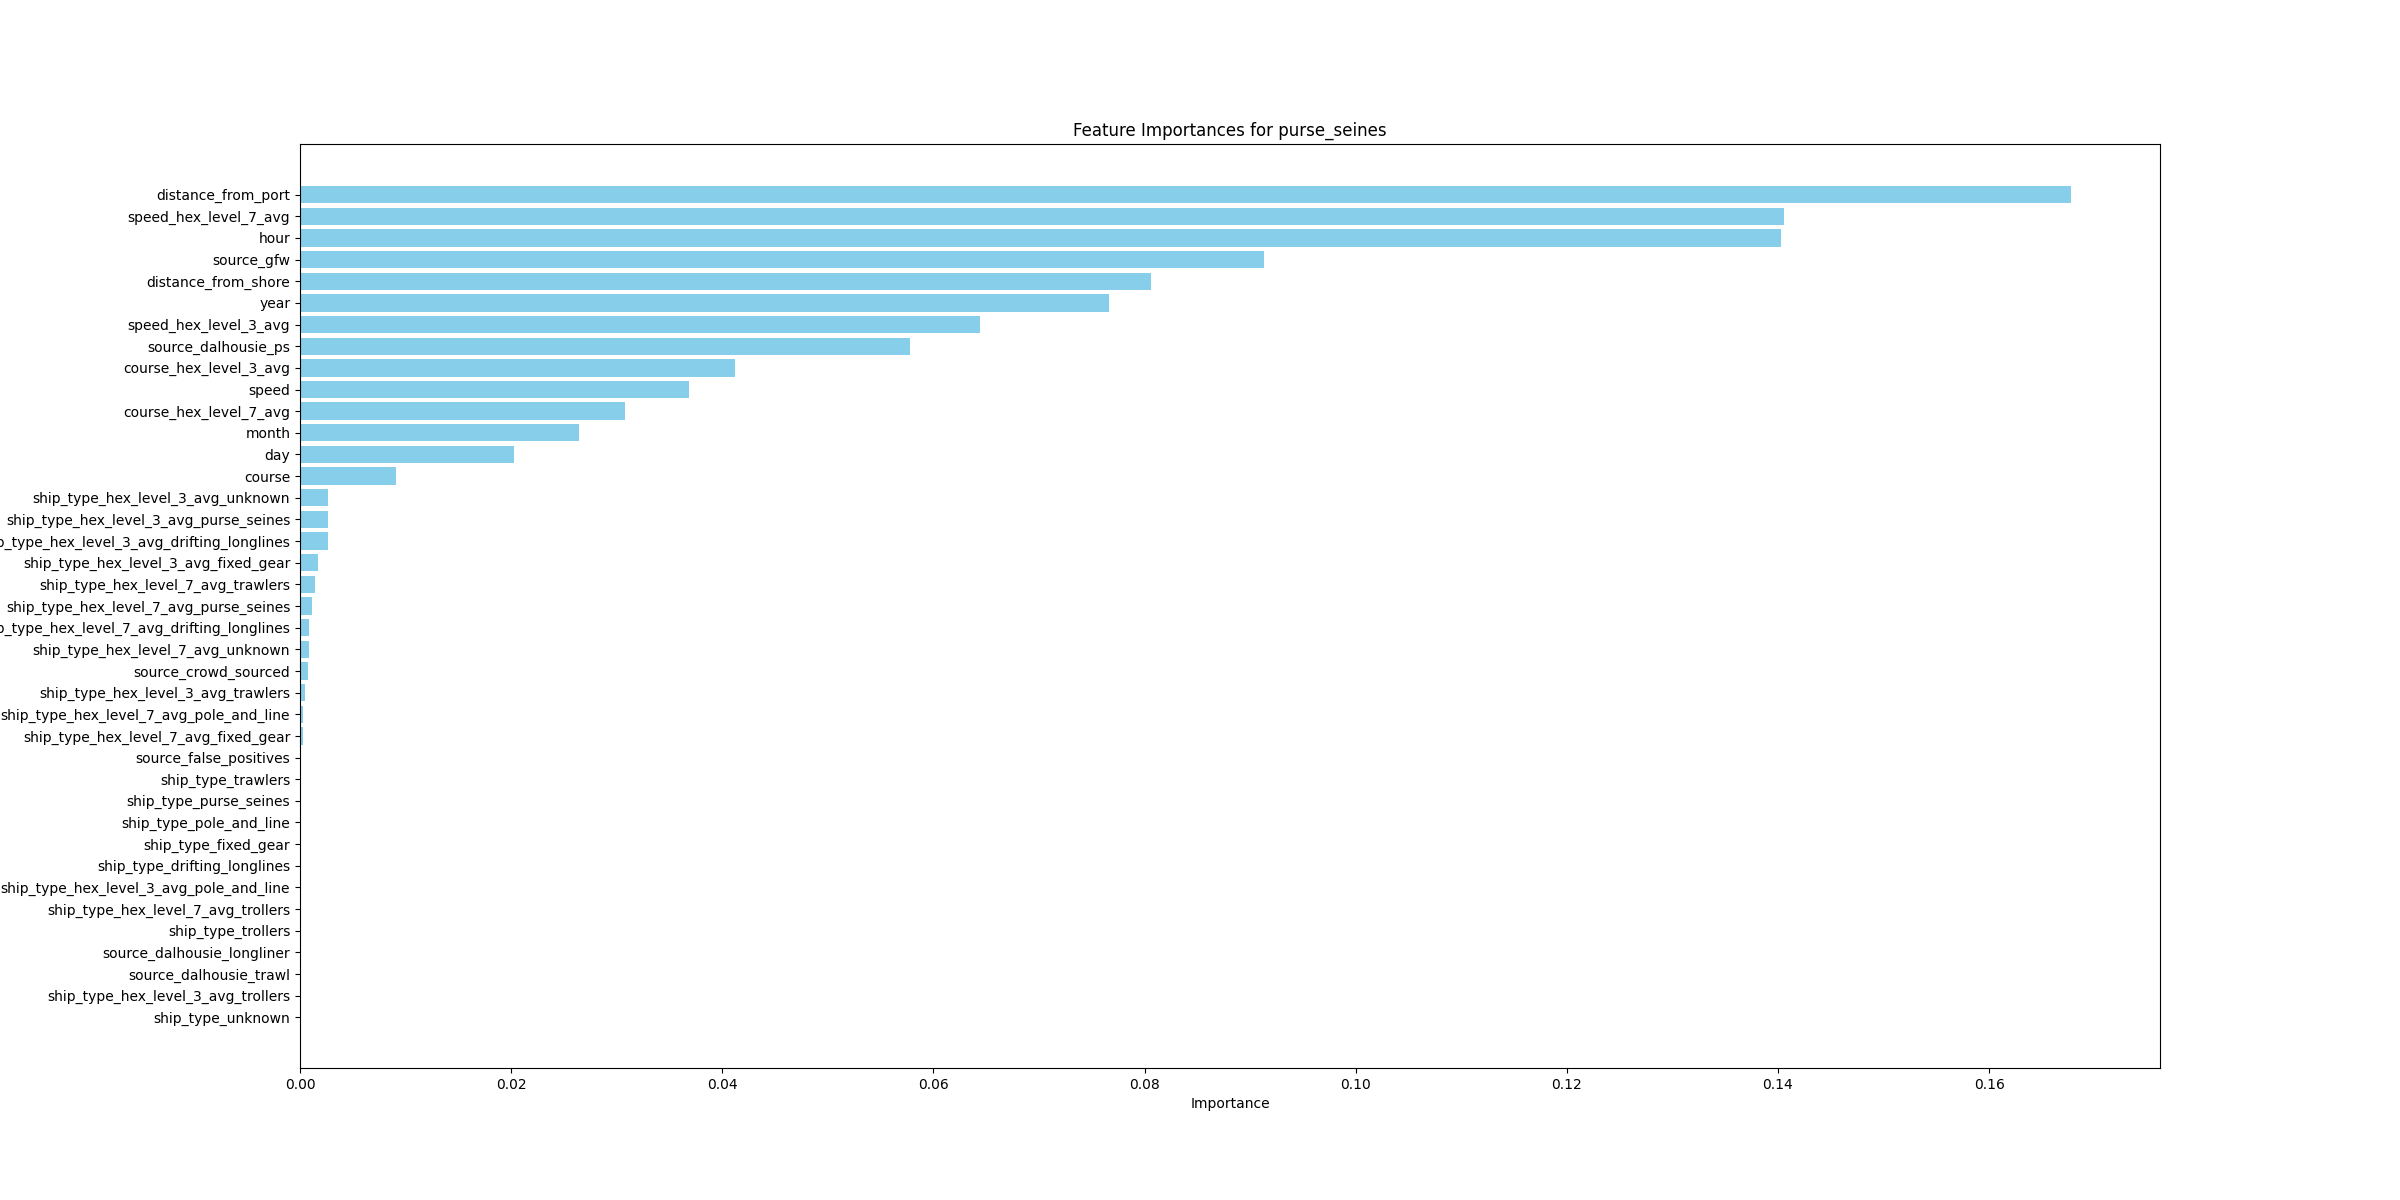 Feature Importances for purse_seines
distance_from_port
speed_hex_level_7_avg
hour
source_gfw
distance_from_shore
year
speed_hex_level_3_avg
source_dalhousie_ps
course_hex_level_3_avg
speed
course_hex_level_7_avg
month
day
course
ship_type_hex_level_3_avg_unknown
ship_type_hex_level_3_avg_purse_seines
p_type_hex_level_3_avg_drifting_longlines
ship_type_hex_level_3_avg_fixed_gear
ship_type_hex_level_7_avg_trawlers
ship_type_hex_level_7_avg_purse_seines
p_type_hex_level_7_avg_drifting_longlines
ship_type_hex_level_7_avg_unknown
source_crowd_sourced
ship_type_hex_level_3_avg_trawlers
ship_type_hex_level_7_avg_pole_and_line
ship_type_hex_level_7_avg_fixed_gear
source_false_positives
ship_type_trawlers
ship_type_purse_seines
ship_type_pole_and_line
ship_type_fixed_gear
ship_type_drifting_longlines
ship_type_hex_level_3_avg_pole_and_line
ship_type_hex_level_7_avg_trollers
ship_type_trollers
source_dalhousie_longliner
source_dalhousie_trawl
ship_type_hex_level_3_avg_trollers
ship_type_unknown
0.00 0.02 0.04 0.06 0.08 0.10 0.12 0.14 0.16
Importance